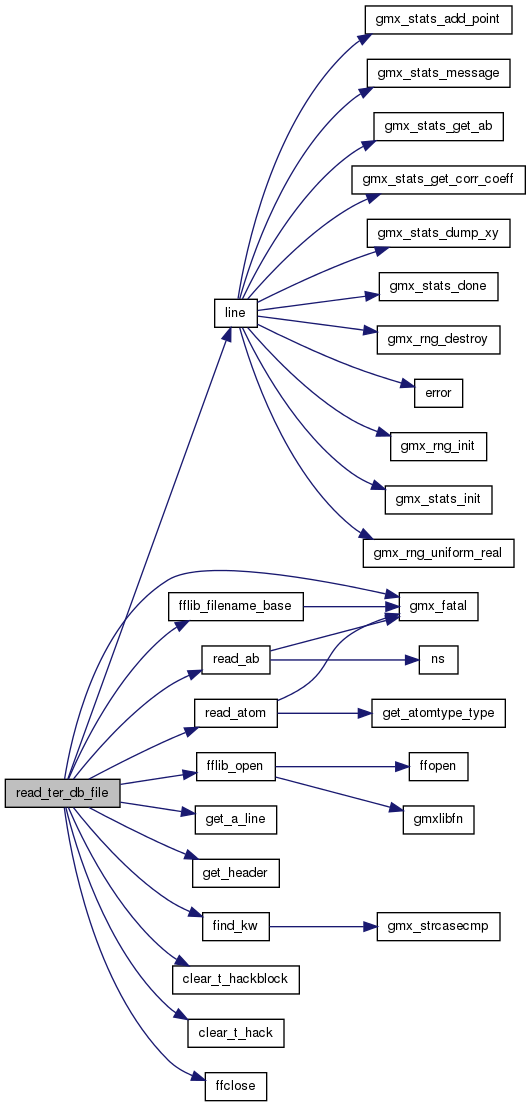 gmx_stats_add_point
gmx_stats_message
gmx_stats_get_ab
gmx_stats_get_corr_coeff
gmx_stats_dump_xy
gmx_stats_done
line
gmx_rng_destroy
error
gmx_rng_init
gmx_stats_init
gmx_rng_uniform_real
fflib_filename_base
gmx_fatal
read_ab
ns
read_atom
get_atomtype_type
fflib_open
ffopen
read_ter_db_file
get_a_line
gmxlibfn
get_header
find_kw
gmx_strcasecmp
clear_t_hackblock
clear_t_hack
ffclose